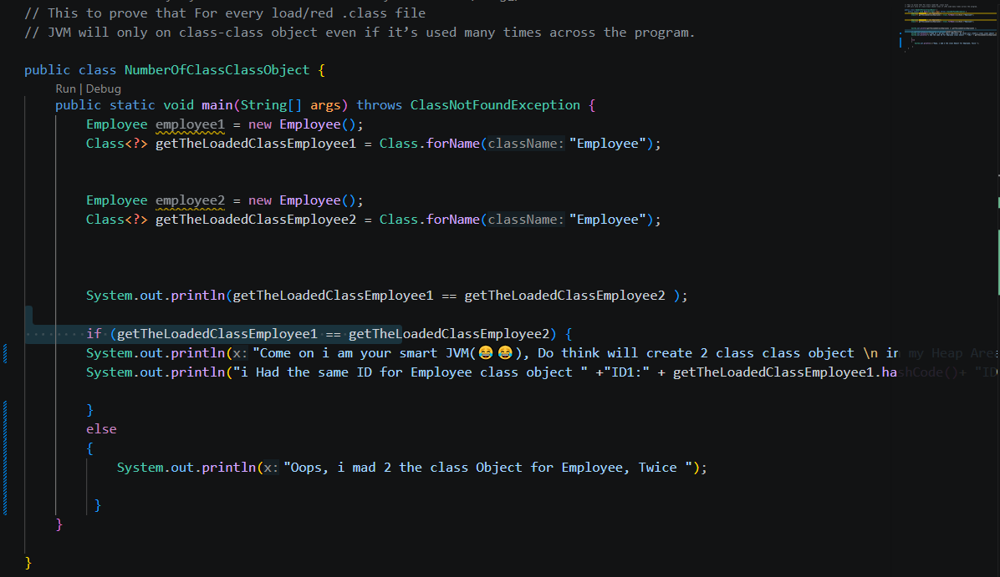 // This to prove that For every load/red .class file
// JVM will only on class-class object even if it’s used many times across the program.
public class NumberOfClassClassObject {
Run | Debug
public static void main(String[] args) throws ClassNotFoundException {
Employee employee1 = new Employee();
Class<?> getTheLoadedClassEmployee1 = Class.forName(className: "Employee");
Employee employee2 = new Employee();
Class<?> getTheLoadedClassEmployee2 = Class.forName(className: "Employee");
System.out.println(getTheLoadedClassEmployee1 == getTheLoadedClassEmployee2 );
if (getTheLoadedClassEmployee1 == getTheLoadedClassEmployee2) {
System.out.println(x: "Come on i am your smart JVM(😂😂), Do think will create 2 class class object \n in my Heap Area
System.out.println("i Had the same ID for Employee class object " +"ID1:" + getTheLoadedClassEmployee1.hashCode()+ "ID
}
else
{
System.out.println(x: "Oops, i mad 2 the class Object for Employee, Twice ");
}
}
}